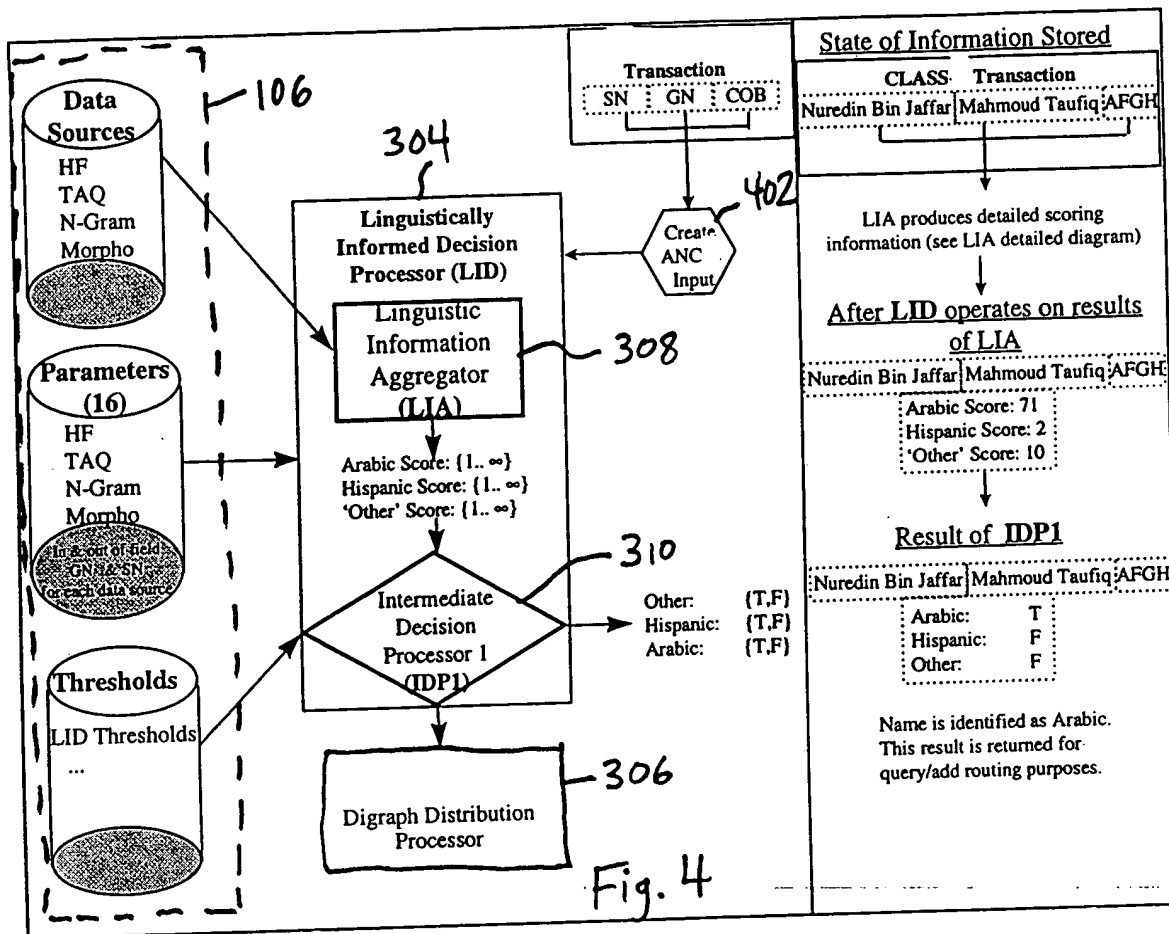 Data
Sources
HF
TAQ
N-Gram
Morpho
106
Parameters
(16)
HF
TAQ
N-Gram
Morpho
In & out of field
GN & SN
for each data source
Thresholds
LID Thresholds
...
304
Linguistically
Informed Decision
Processor (LID)
Linguistic
Information
Aggregator
(LIA)
308
Arabic Score: {1.. ∞}
Hispanic Score: {1.. ∞}
'Other' Score: {1.. ∞}
310
Intermediate
Decision
Processor 1
(IDP1)
Other: {T,F}
Hispanic: {T,F}
Arabic: {T,F}
306
Digraph Distribution
Processor
Transaction
SN GN COB
402
Create
ANC
Input
Fig. 4
State of Information Stored
CLASS Transaction
Nuredin Bin Jaffar Mahmoud Taufiq AFGH
LIA produces detailed scoring
information (see LIA detailed diagram)
After LID operates on results
of LIA
Nuredin Bin Jaffar Mahmoud Taufiq AFGH
Arabic Score: 71
Hispanic Score: 2
'Other' Score: 10
Result of IDP1
Nuredin Bin Jaffar Mahmoud Taufiq AFGH
Arabic: T
Hispanic: F
Other: F
Name is identified as Arabic.
This result is returned for
query/add routing purposes.